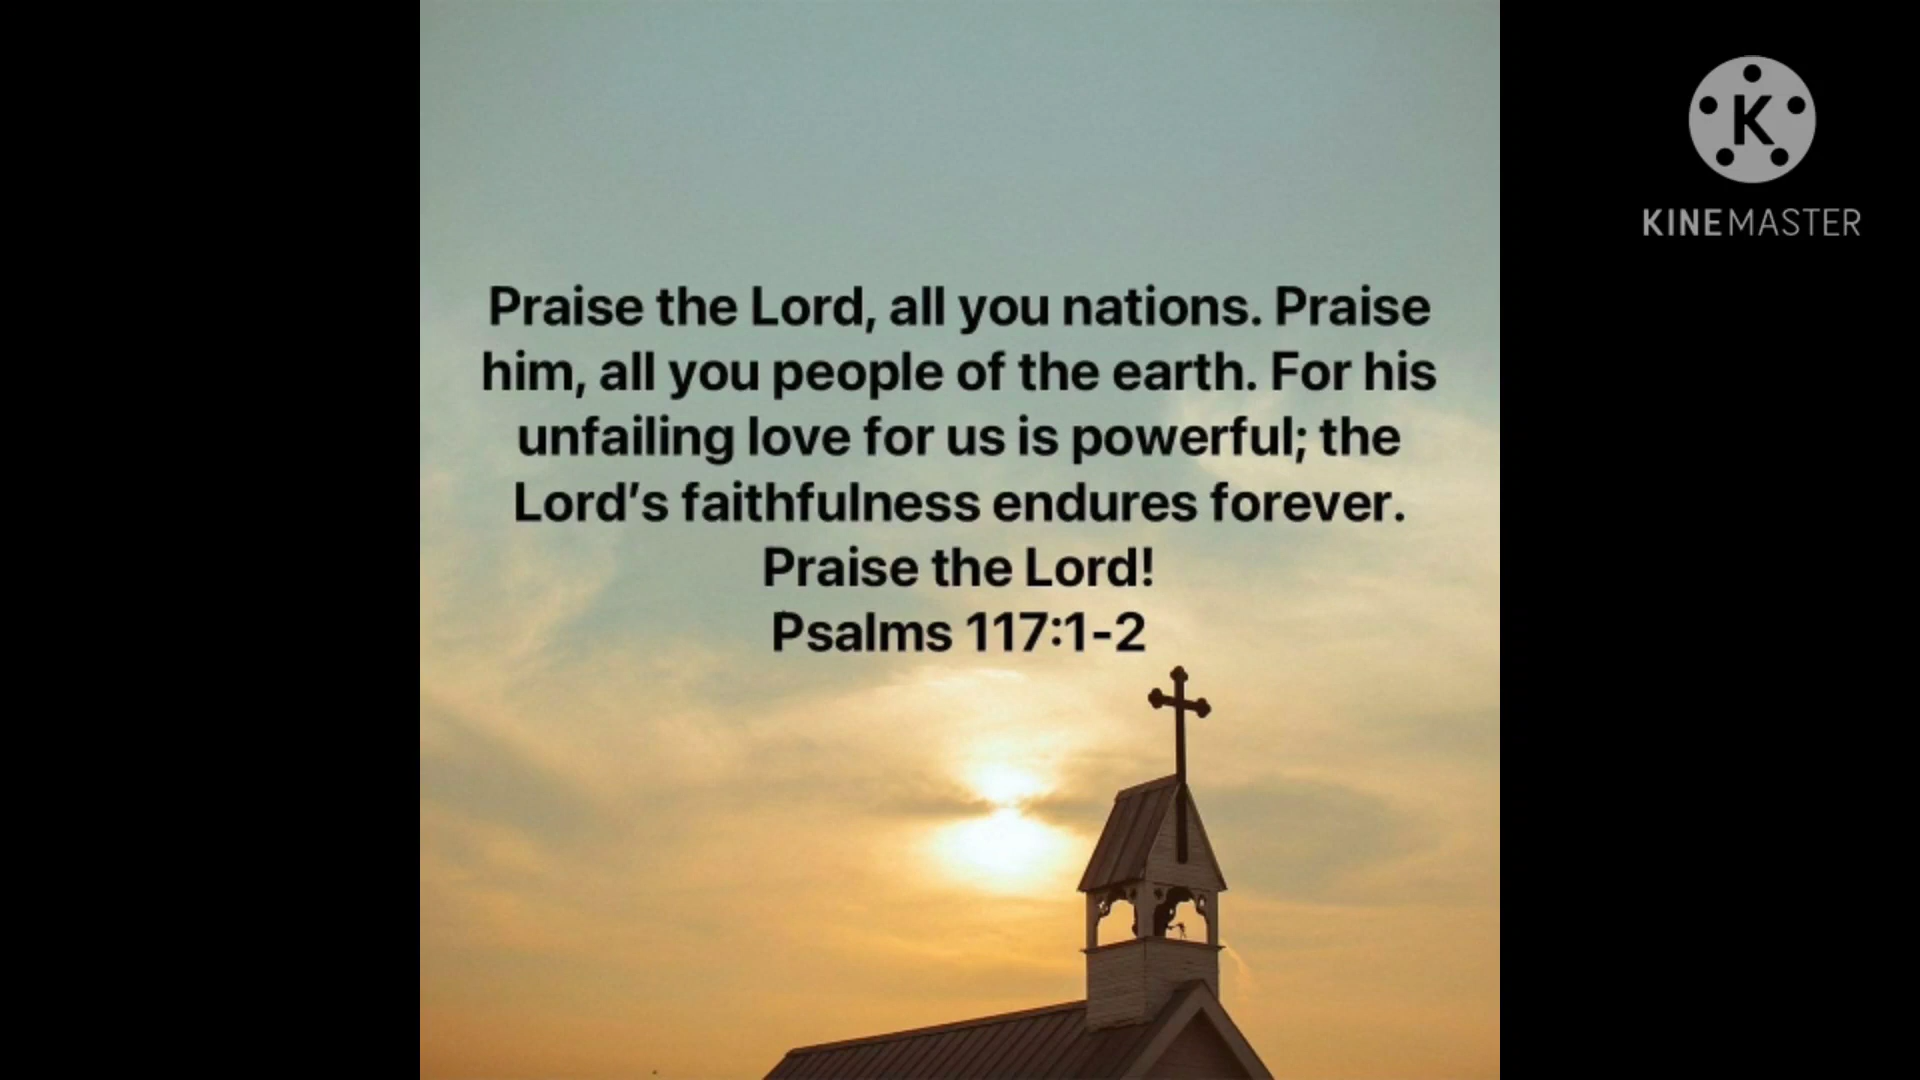 Praise the Lord, all you nations. Praise
him, all you people of the earth. For his
unfailing love for us is powerful; the
Lord's faithfulness endures forever.
Praise the Lord!
Psalms 117:1-2
K
KINEMASTER